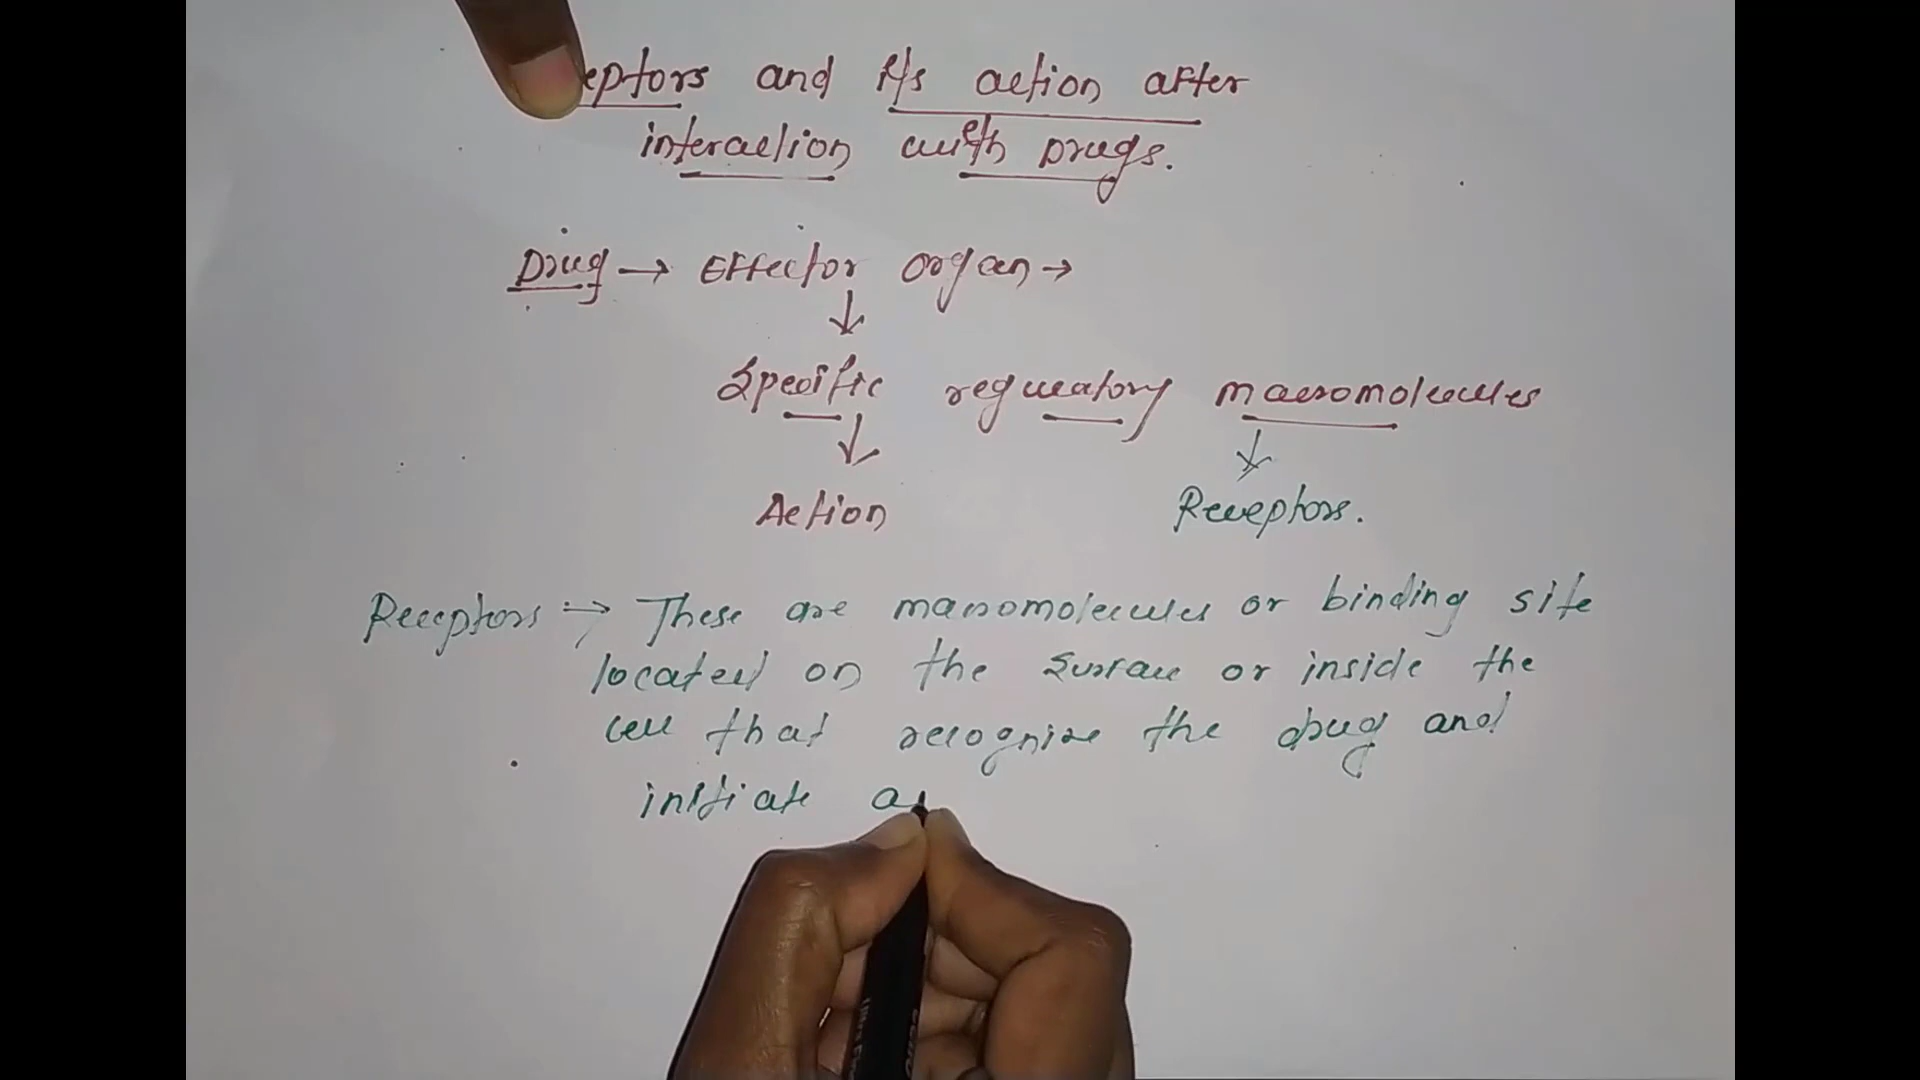 eptors and its action after
interaction with Drugs.
Drug → Effector organ →
↓
Specific regulatory macromolecules
↓ ↓
Action Receptors.
Receptors → These are macromolecules or binding site
located on the surface or inside the
cell that recognize the drug and
initiate a